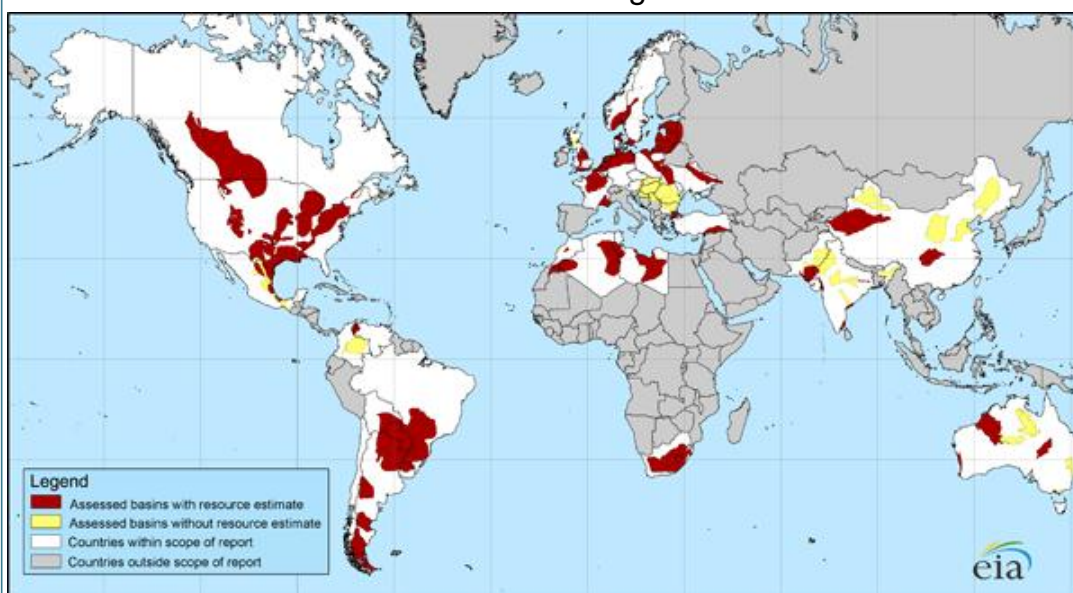 Legend
Assessed basins with resource estimate
Assessed basins without resource estimate
Countries within scope of report
Countries outside scope of report
eia